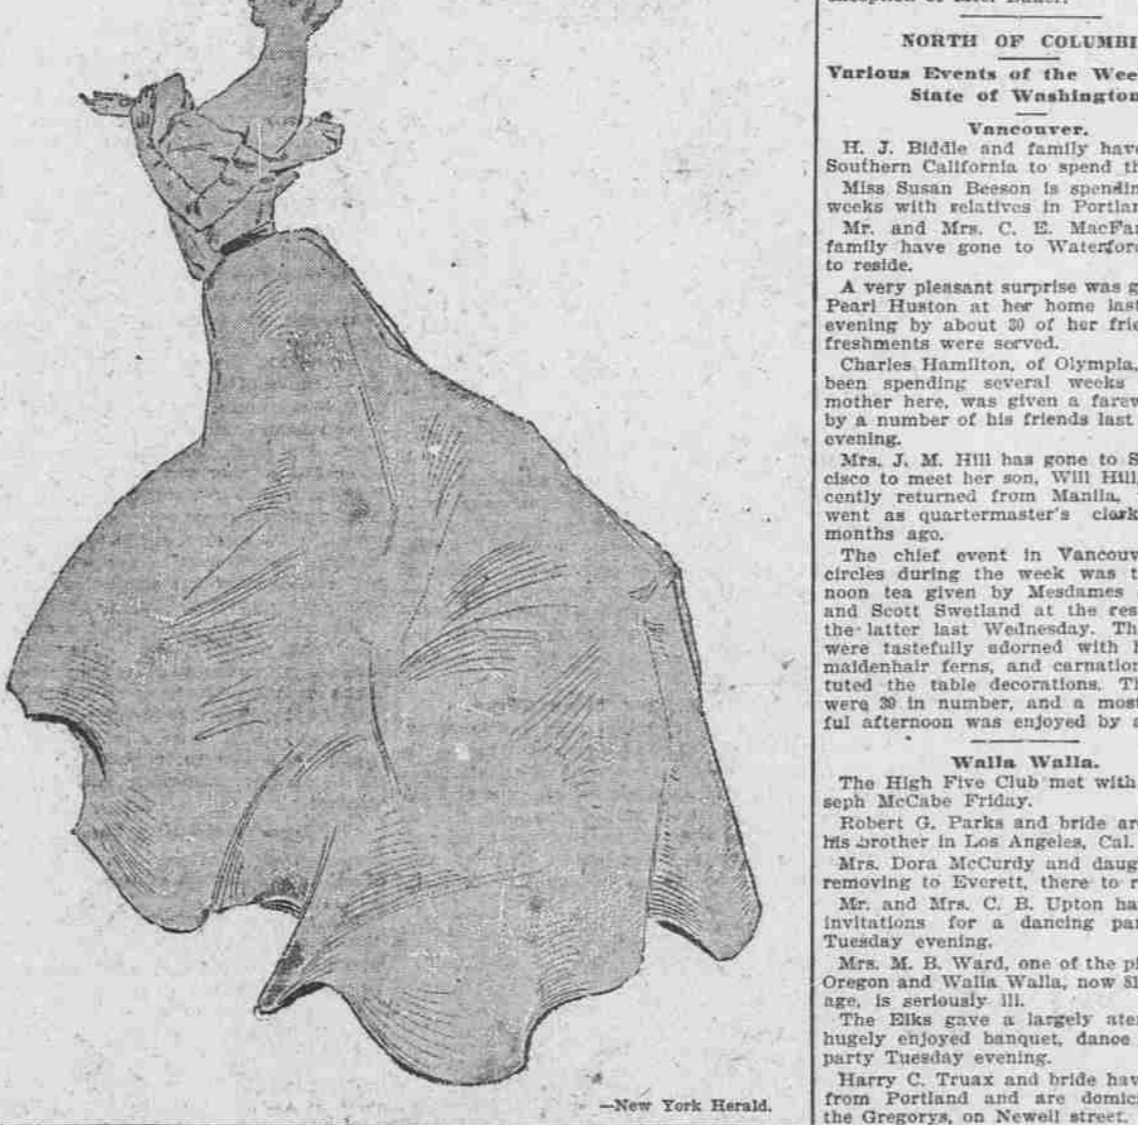 —New York Herald.
NORTH OF COLUMBI
Various Events of the Wee
State of Washington
Vancouver.
H. J. Biddle and family have
Southern California to spend th
Miss Susan Beeson is spendin
weeks with relatives in Portlan
Mr. and Mrs. C. E. MacFar
family have gone to Waterfor
to reside.
A very pleasant surprise was g
Pearl Huston at her home last
evening by about 30 of her frie
freshments were served.
Charles Hamilton, of Olympia,
been spending several weeks
mother here, was given a farew
by a number of his friends last
evening.
Mrs. J. M. Hill has gone to S
cisco to meet her son, Will Hill,
cently returned from Manila.
went as quartermaster's clerk
months ago.
The chief event in Vancouv
circles during the week was t
noon tea given by Mesdames
and Scott Swetland at the res
the latter last Wednesday. Th
were tastefully adorned with
maidenhair ferns, and carnation
tuted the table decorations. Th
were 30 in number, and a most
ful afternoon was enjoyed by a
Walla Walla.
The High Five Club met with
seph McCabe Friday.
Robert G. Parks and bride ar
his brother in Los Angeles, Cal.
Mrs. Dora McCurdy and daug
removing to Everett, there to r
Mr. and Mrs. C. B. Upton ha
invitations for a dancing par
Tuesday evening.
Mrs. M. B. Ward, one of the pi
Oregon and Walla Walla, now
age, is seriously ill.
The Elks gave a largely aten
hugely enjoyed banquet, dance
party Tuesday evening.
Harry C. Truax and bride hav
from Portland and are domici
the Gregorys, on Newell street.